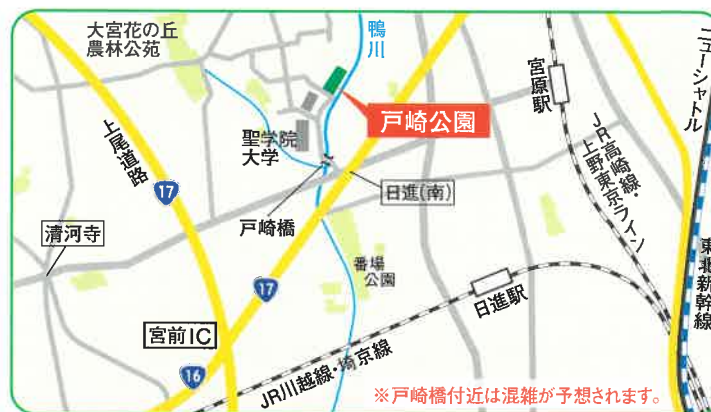 大宮花の丘
農林公苑
鴨川
ニューシャトル
宮原駅
戸崎公園
JR高崎線・
上野東京ライン
上尾道路
聖学院
大学
17
日進(南)
戸崎橋
清河寺
番場
公園
東北新幹線
17
日進駅
宮前IC
JR川越線・埼京線
16
※戸崎橋付近は混雑が予想されます。